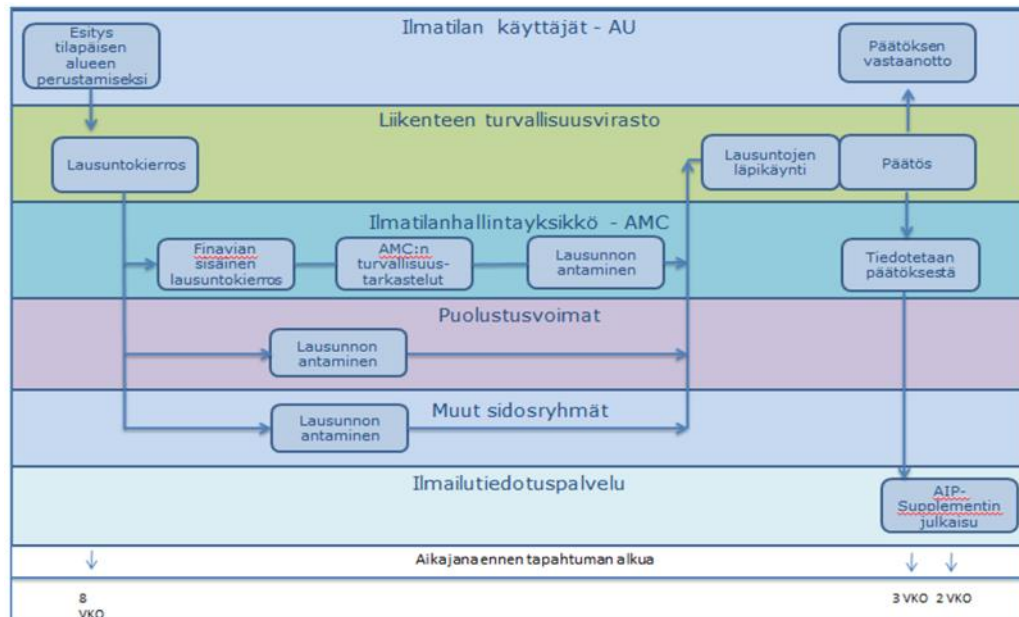 Ilmatilan käyttäjät - AU
Esitys
tilapäisen
alueen
perustamiseksi
Päätöksen
vastaanotto
Liikenteen turvallisuusvirasto
Lausuntokierros
Lausuntojen
läpikäynti
Päätös
Ilmatilanhallintayksikkö - AMC
Finavian
sisäinen
lausuntokierros
AMC:n
turvallisuus-
tarkastelut
Lausunnon
antaminen
Tiedotetaan
päätöksestä
Puolustusvoimat
Lausunnon
antaminen
Muut sidosryhmät
Lausunnon
antaminen
Ilmailutiedotuspalvelu
AIP-
Supplementin
julkaisu
Aikajana ennen tapahtuman alkua
8
VKO
3 VKO
2 VKO